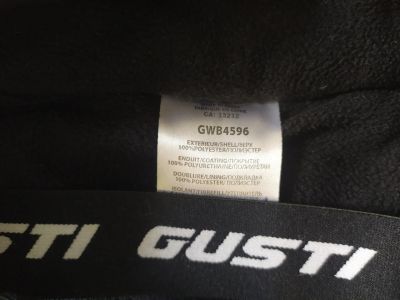 CA: 15212
GWB4596
EXTERIEUR/SHELL/ВЕРХ
100%POLYESTER/ПОЛИЭСТЕР
ENDUIT/COATING/ПОКРЫТИЕ
100%POLYURETHANE/ПОЛИУРЕТАН
DOUBLURE/LINING/ПОДКЛАДКА
100%POLYESTER/ПОЛИЭСТЕР
STI GUSTI